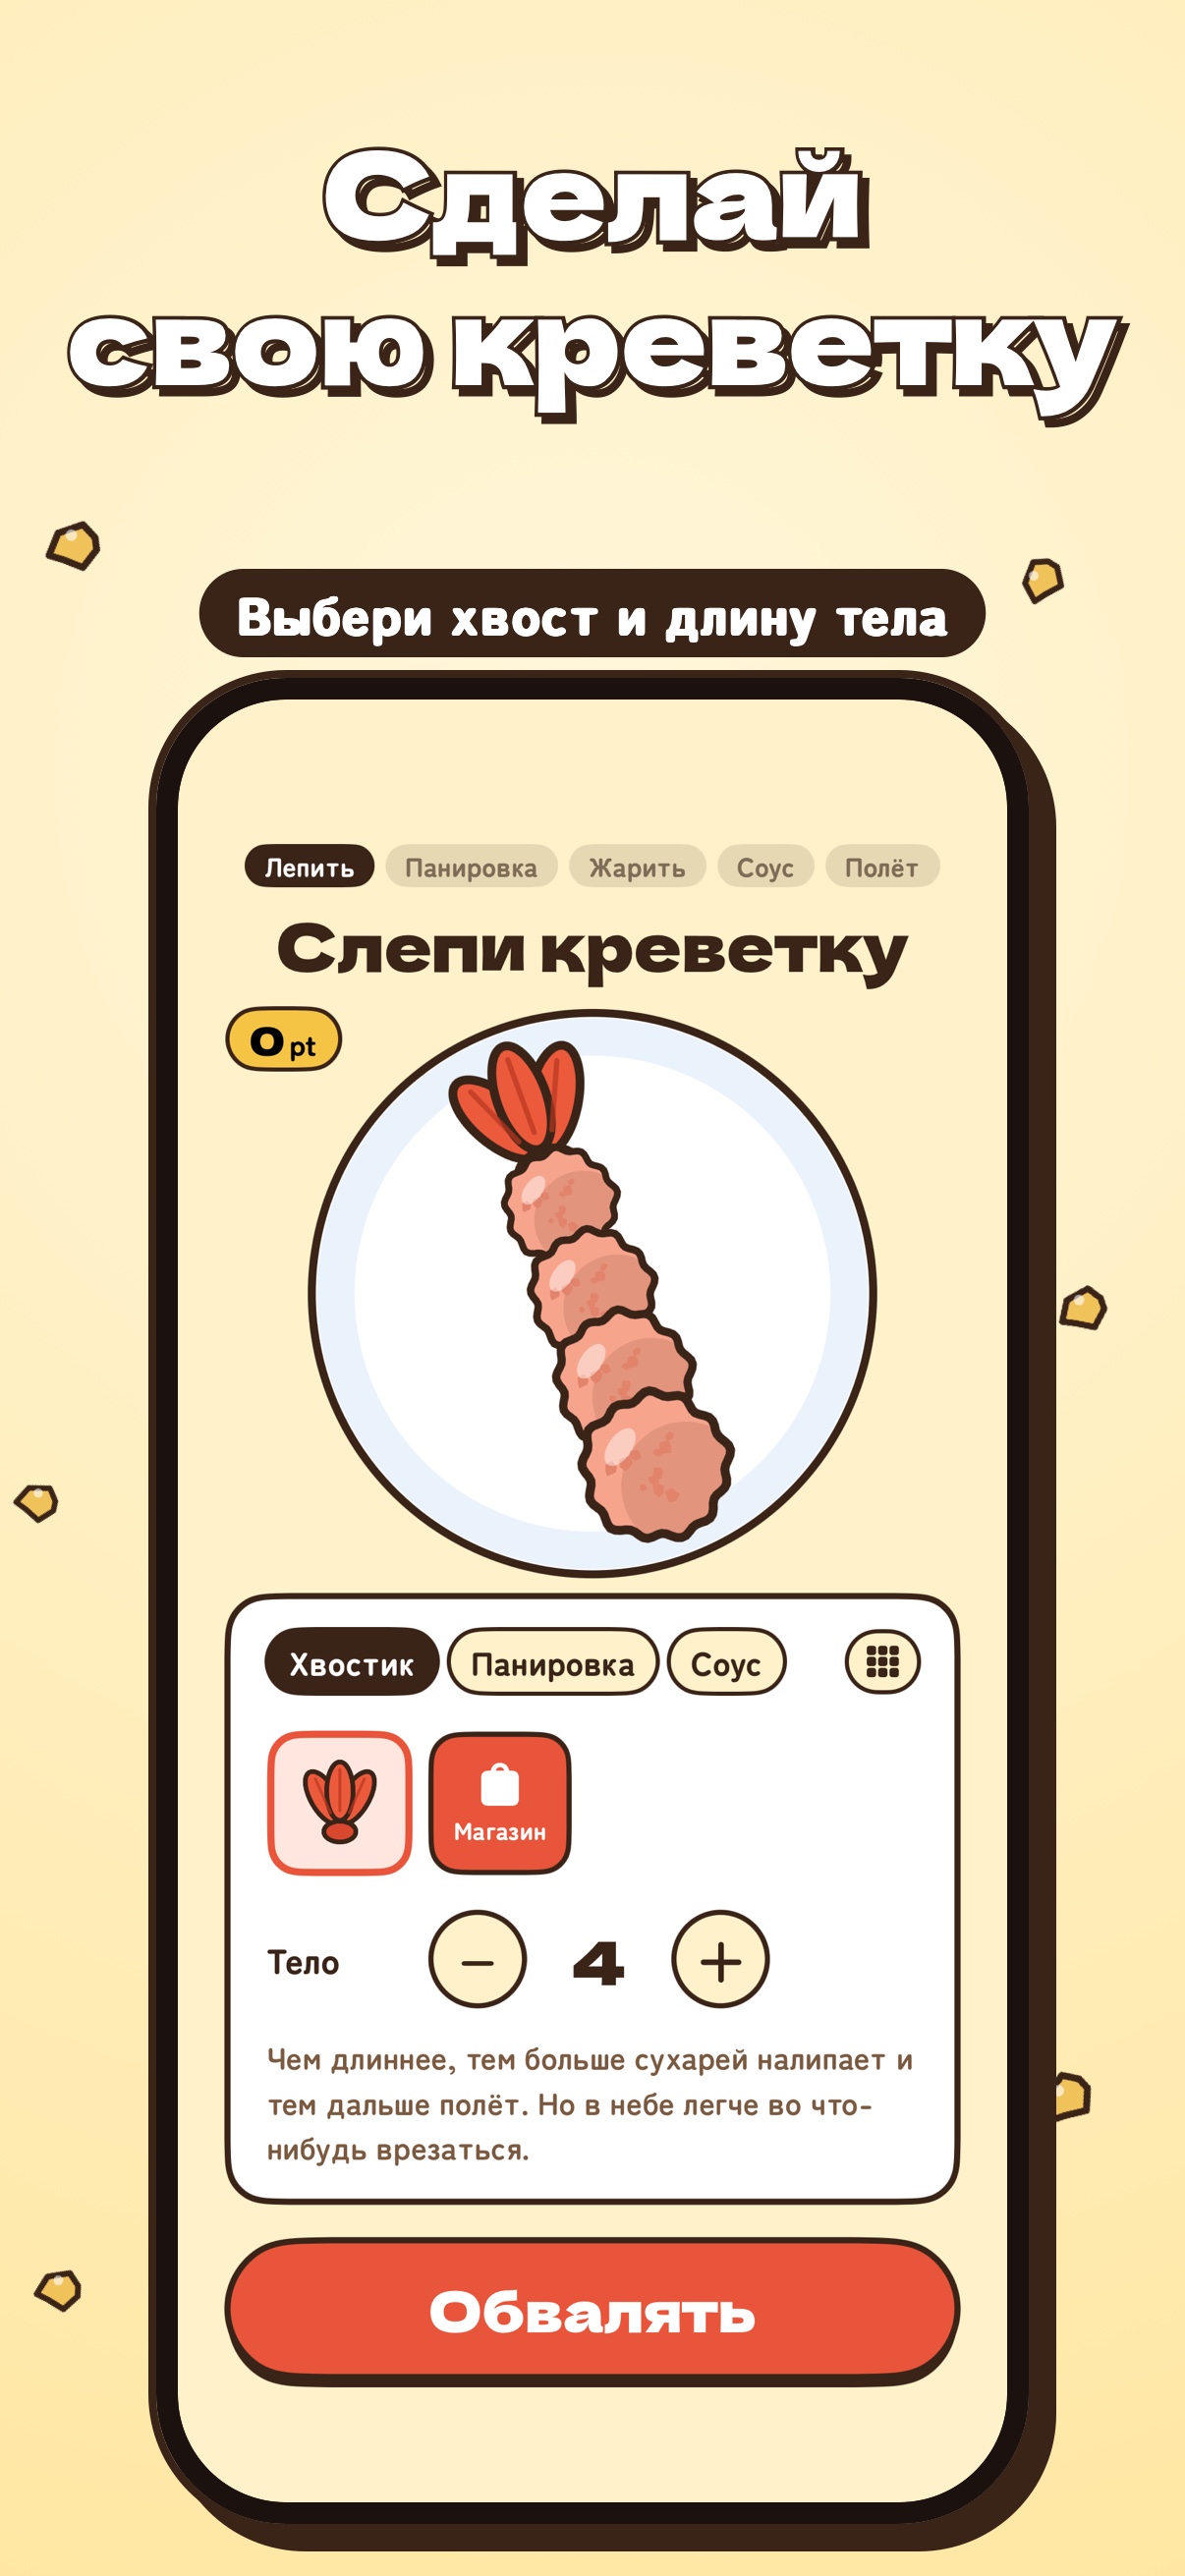 Сделай
свою креветку
Выбери хвост и длину тела
Лепить Панировка Жарить Соус Полёт
Слепи креветку
0 pt
Хвостик Панировка Соус
Магазин
Тело − 4 +
Чем длиннее, тем больше сухарей налипает и
тем дальше полёт. Но в небе легче во что-
нибудь врезаться.
Обвалять